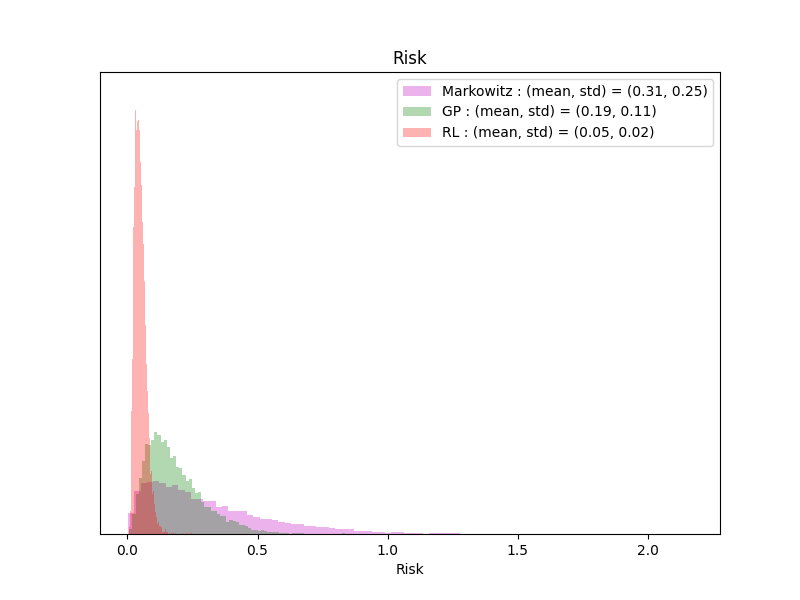 Risk
Markowitz : (mean, std) = (0.31, 0.25)
GP : (mean, std) = (0.19, 0.11)
RL : (mean, std) = (0.05, 0.02)
0.0 0.5 1.0 1.5 2.0
Risk